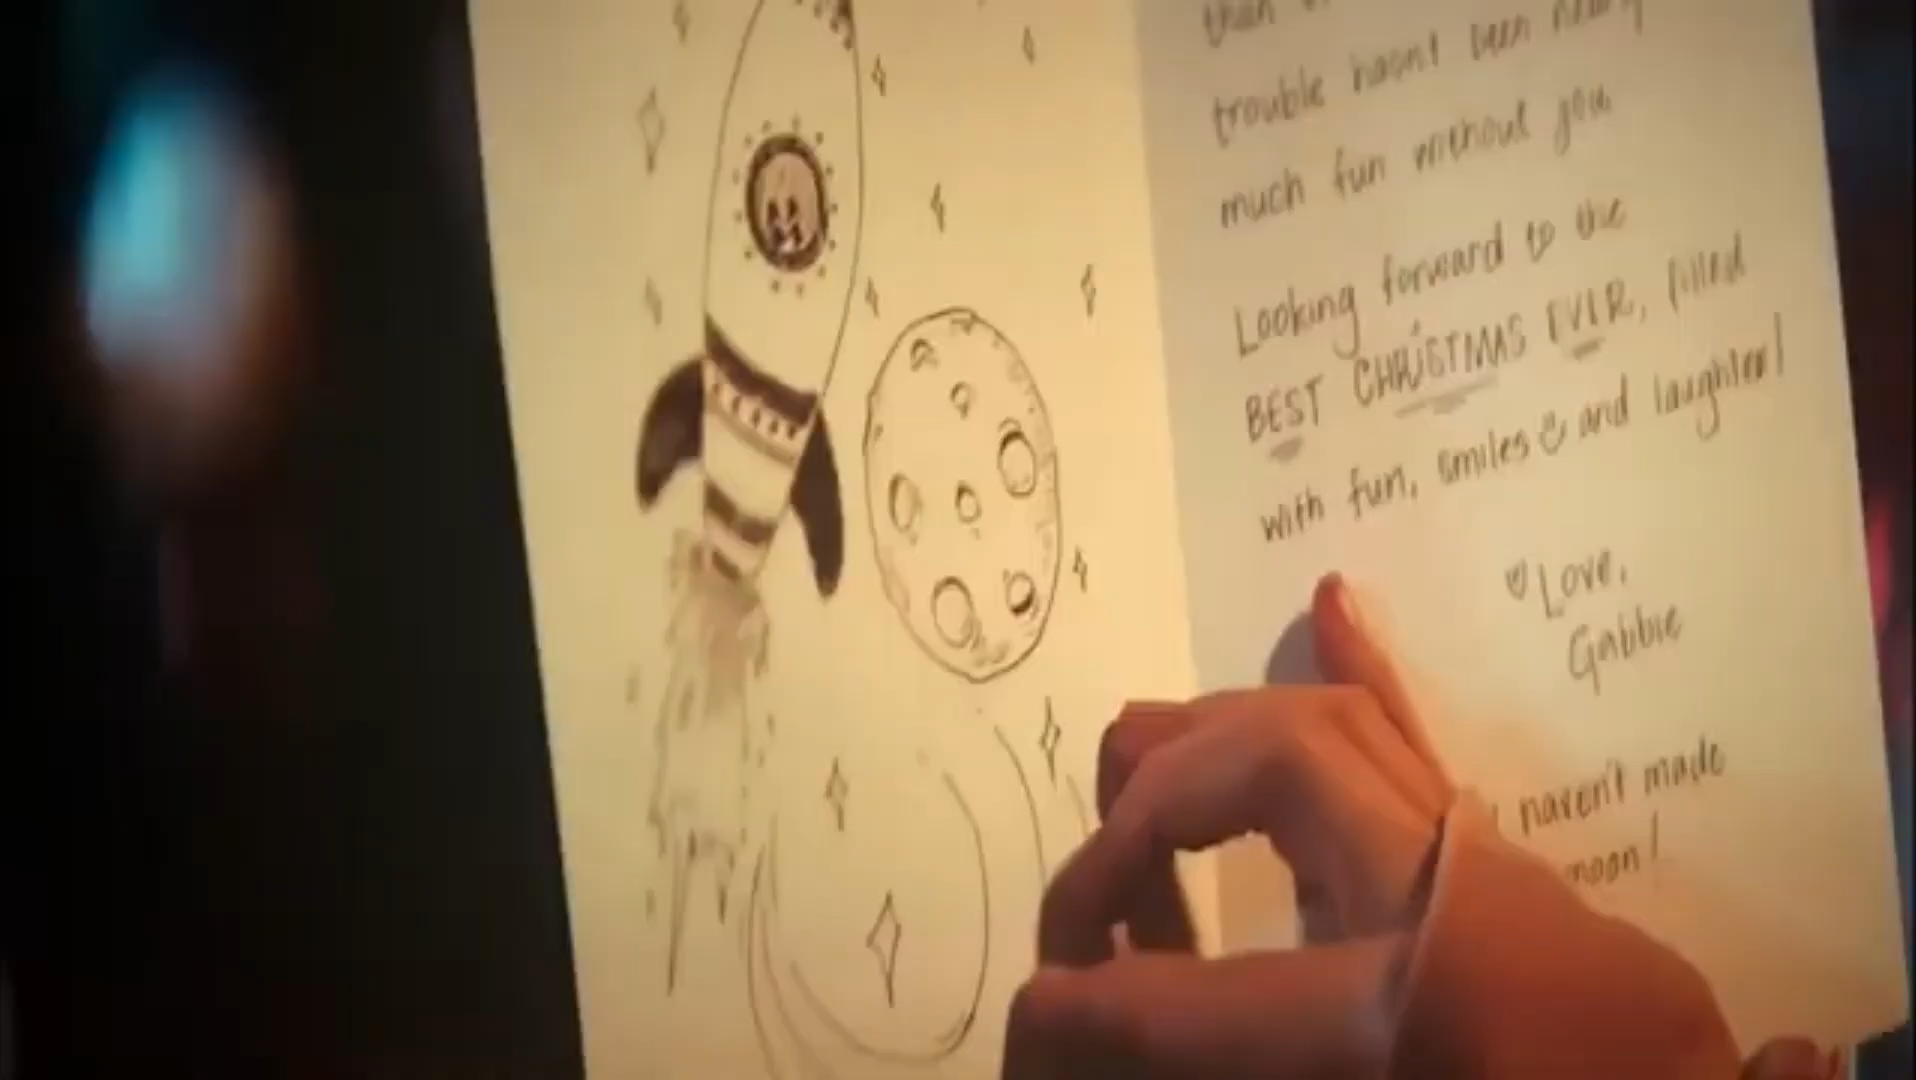 than
trouble hasn't been nearly
much fun without you
Looking forward to the
BEST CHRISTMAS EVER, filled
with fun, smiles and laughter!
Love,
Gabbie
haven't made
moon!